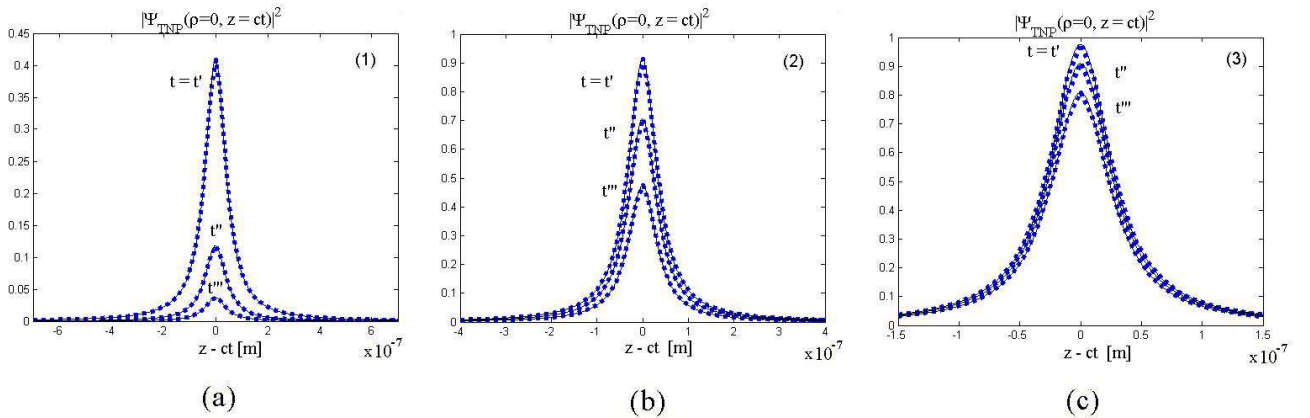 |Ψ_TNP(ρ=0, z = ct)|²
(1)
0.45
0.4
0.35
0.3
0.25
0.2
0.15
0.1
0.05
0
t = t'
t''
t'''
-6 -4 -2 0 2 4 6
z - ct [m]
x10⁻⁷
(a)
|Ψ_TNP(ρ=0, z = ct)|²
(2)
1
0.9
0.8
0.7
0.6
0.5
0.4
0.3
0.2
0.1
0
t = t'
t''
t'''
-4 -3 -2 -1 0 1 2 3 4
z - ct [m]
x10⁻⁷
(b)
|Ψ_TNP(ρ=0, z = ct)|²
(3)
1
0.9
0.8
0.7
0.6
0.5
0.4
0.3
0.2
0.1
0
t = t'
t''
t'''
-1.5 -1 -0.5 0 0.5 1 1.5
z - ct [m]
x10⁻⁷
(c)